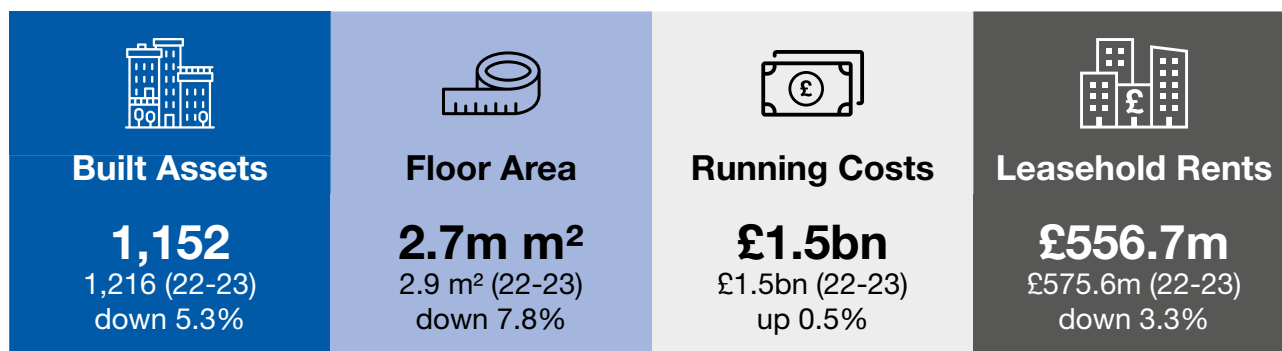 Built Assets
1,152
1,216 (22-23)
down 5.3%
Floor Area
2.7m m²
2.9 m² (22-23)
down 7.8%
£
Running Costs
£1.5bn
£1.5bn (22-23)
up 0.5%
£
Leasehold Rents
£556.7m
£575.6m (22-23)
down 3.3%